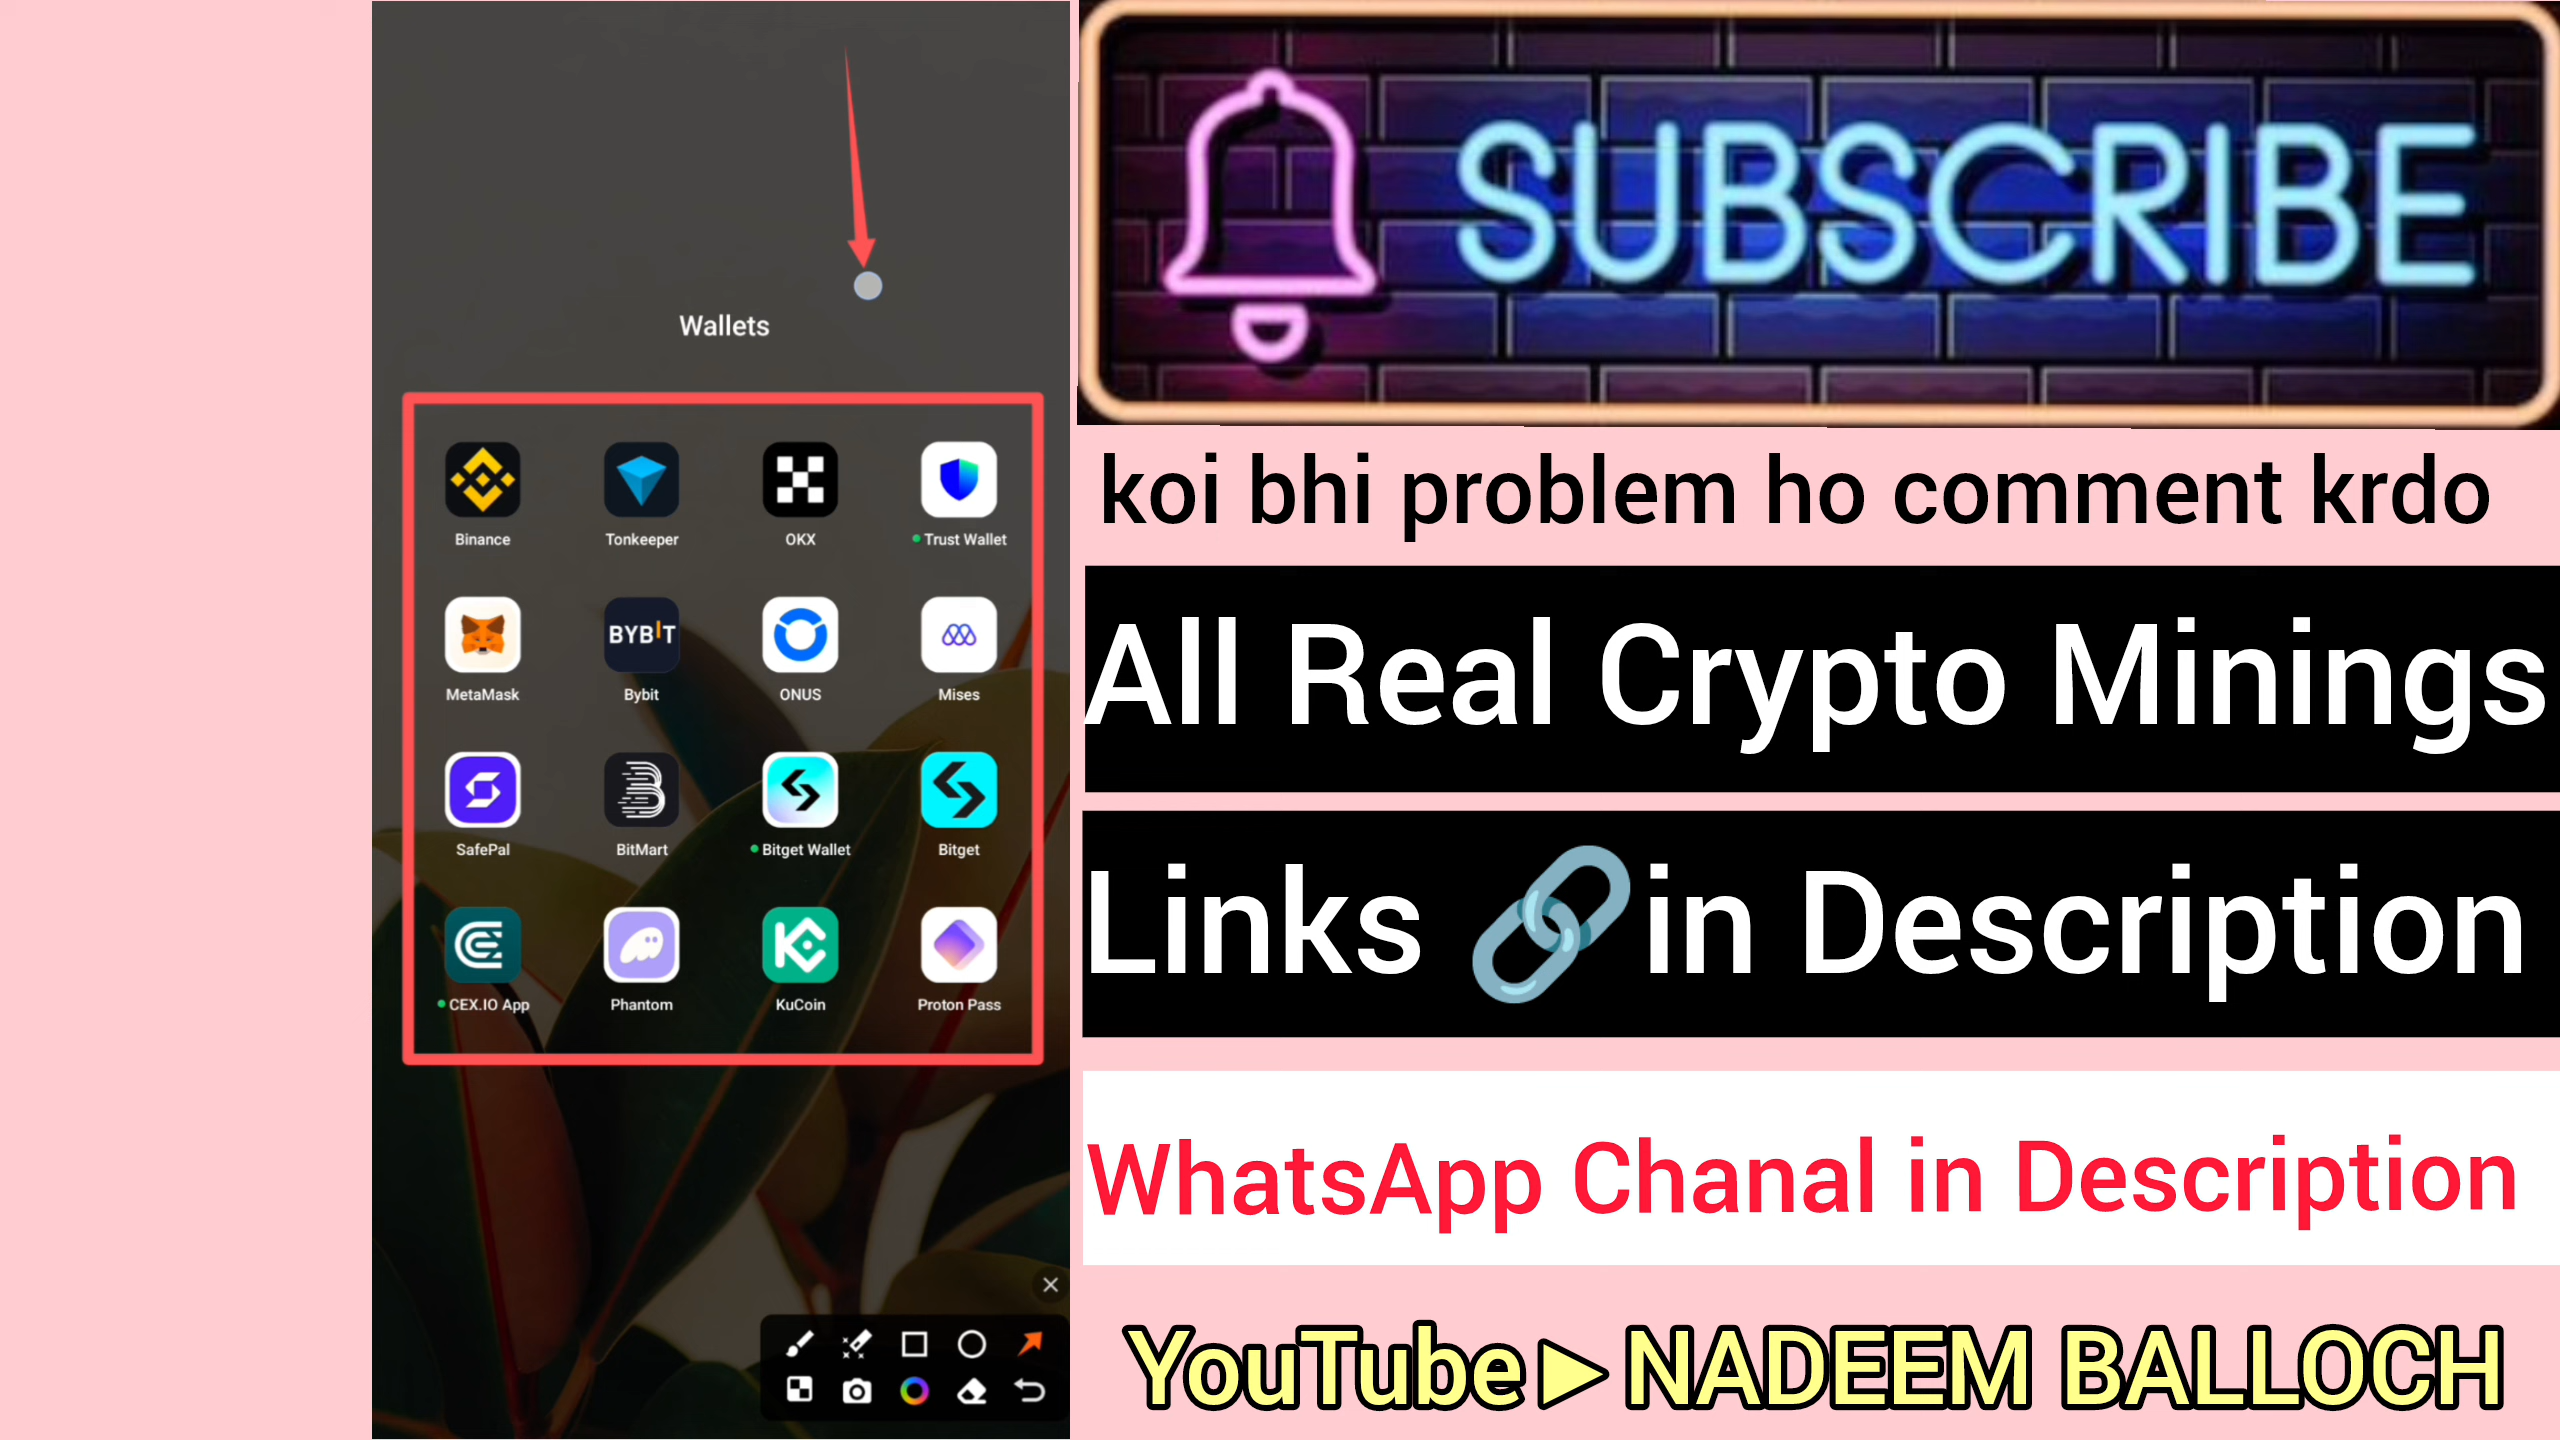 Wallets
Binance
Tonkeeper
OKX
Trust Wallet
MetaMask
BYBIT
Bybit
ONUS
Mises
SafePal
BitMart
Bitget Wallet
Bitget
CEX.IO App
Phantom
KuCoin
Proton Pass
SUBSCRIBE
koi bhi problem ho comment krdo
All Real Crypto Minings
Links 🔗in Description
WhatsApp Chanal in Description
YouTube►NADEEM BALLOCH